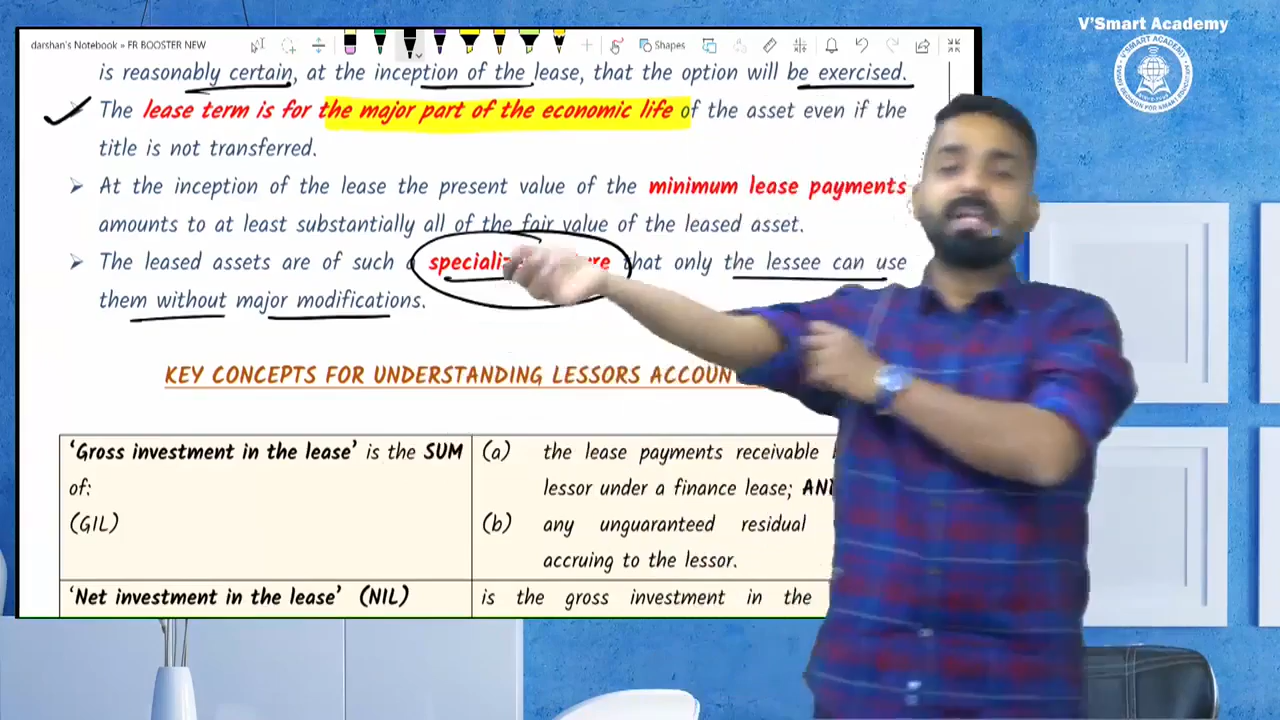 V'Smart Academy
darshan's Notebook » FR BOOSTER NEW
Shapes
is reasonably certain, at the inception of the lease, that the option will be exercised.
The lease term is for the major part of the economic life of the asset even if the
title is not transferred.
At the inception of the lease the present value of the minimum lease payments
amounts to at least substantially all of the fair value of the leased asset.
The leased assets are of such that only the lessee can use
them without major modifications.
KEY CONCEPTS FOR UNDERSTANDING LESSORS
'Gross investment in the lease' is the SUM
of:
(GIL)
(a) the lease payments receivable
lessor under a finance lease;
(b) any unguaranteed residual
accruing to the lessor.
'Net investment in the lease' (NIL)
is the gross investment in the